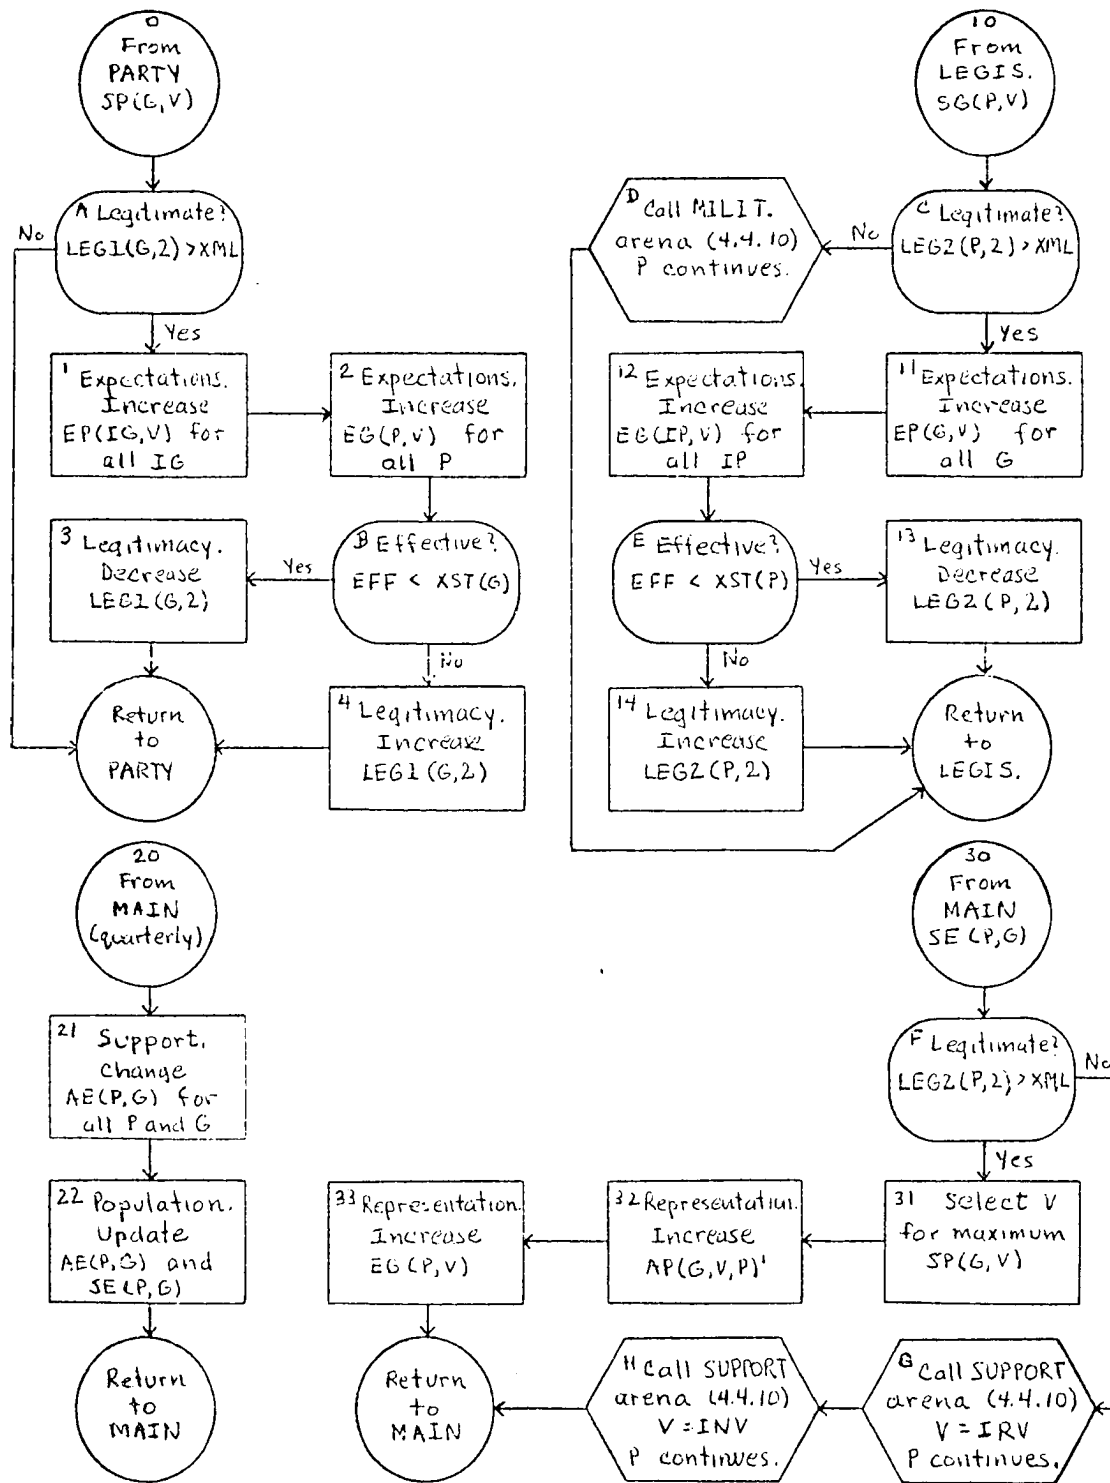 0
From
PARTY
SP(G,V)
A Legitimate?
LEG1(G,2)>XML
No
Yes
1 Expectations.
Increase
EP(IG,V) for
all IG
2 Expectations.
Increase
EG(P,V) for
all P
B Effective?
EFF < XST(G)
Yes
No
3 Legitimacy.
Decrease
LEG1(G,2)
4 Legitimacy.
Increase
LEG1(G,2)
Return
to
PARTY
10
From
LEGIS.
SG(P,V)
C Legitimate?
LEG2(P,2)>XML
No
Yes
D Call MILIT.
arena (4.4.10)
P continues.
11 Expectations.
Increase
EP(G,V) for
all G
12 Expectations.
Increase
EG(IP,V) for
all IP
E Effective?
EFF < XST(P)
Yes
No
13 Legitimacy.
Decrease
LEG2(P,2)
14 Legitimacy.
Increase
LEG2(P,2)
Return
to
LEGIS.
20
From
MAIN
(quarterly)
21 Support.
Change
AE(P,G) for
all P and G
22 Population.
Update
AE(P,G) and
SE(P,G)
Return
to
MAIN
30
From
MAIN
SE(P,G)
F Legitimate?
LEG2(P,2)>XML
No
Yes
31 Select V
for maximum
SP(G,V)
32 Representation.
Increase
AP(G,V,P)'
33 Representation.
Increase
EG(P,V)
G Call SUPPORT
arena (4.4.10)
V = IRV
P continues.
H Call SUPPORT
arena (4.4.10)
V = INV
P continues.
Return
to
MAIN